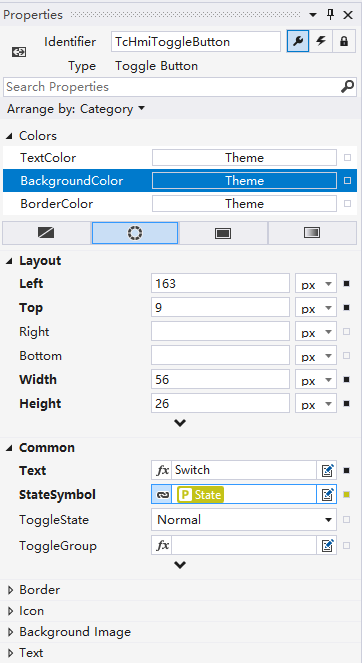 Properties
Identifier TcHmiToggleButton
Type Toggle Button
Search Properties
Arrange by: Category
Colors
TextColor Theme
BackgroundColor Theme
BorderColor Theme
Layout
Left 163 px
Top 9 px
Right px
Bottom px
Width 56 px
Height 26 px
Common
Text fx Switch
StateSymbol P State
ToggleState Normal
ToggleGroup fx
Border
Icon
Background Image
Text